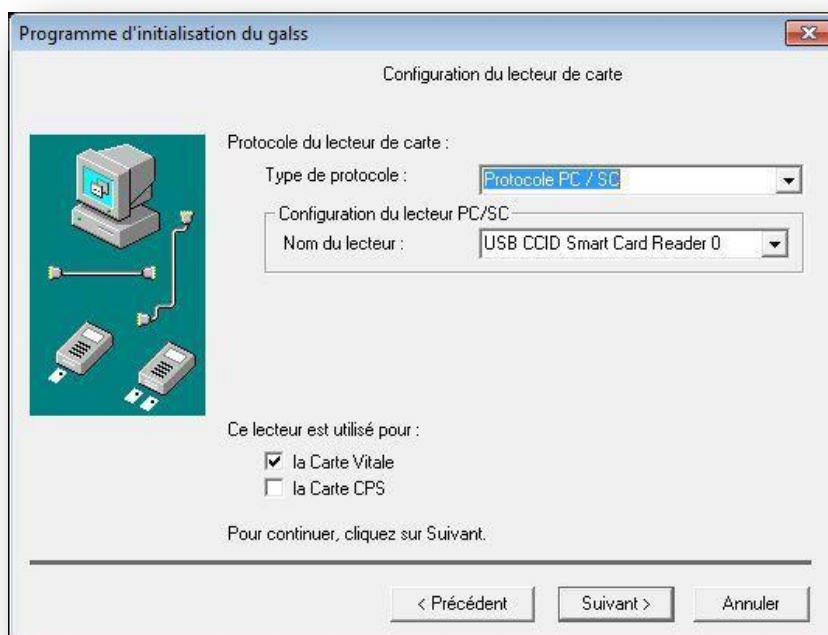 Programme d'initialisation du galss
Configuration du lecteur de carte
Protocole du lecteur de carte :
Type de protocole :
Protocole PC / SC
Configuration du lecteur PC/SC
Nom du lecteur :
USB CCID Smart Card Reader 0
Ce lecteur est utilisé pour :
la Carte Vitale
la Carte CPS
Pour continuer, cliquez sur Suivant.
< Précédent
Suivant >
Annuler